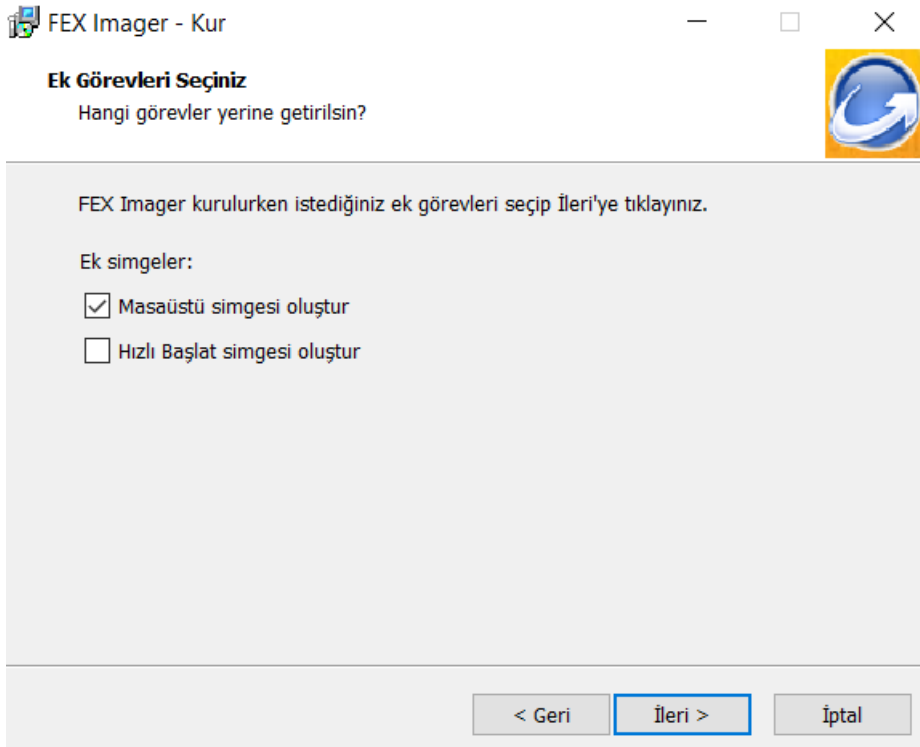 FEX Imager - Kur
Ek Görevleri Seçiniz
Hangi görevler yerine getirilsin?
FEX Imager kurulurken istediğiniz ek görevleri seçip İleri'ye tıklayınız.
Ek simgeler:
Masaüstü simgesi oluştur
Hızlı Başlat simgesi oluştur
< Geri İleri > İptal